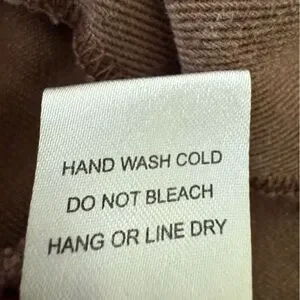 HAND WASH COLD
DO NOT BLEACH
HANG OR LINE DRY